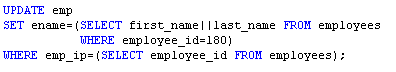 UPDATE emp
SET ename=(SELECT first_name||last_name FROM employees
WHERE employee_id=180)
WHERE emp_ip=(SELECT employee_id FROM employees);